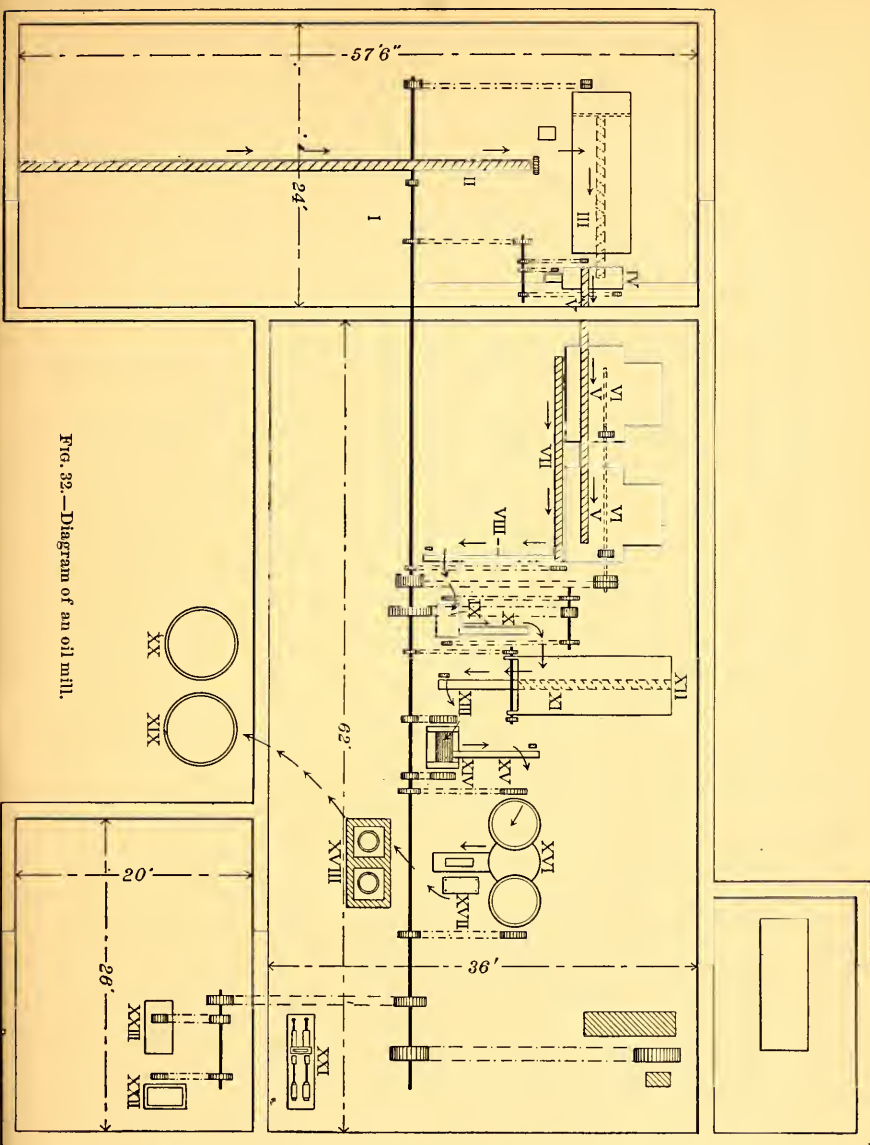 57'6"
24'
I
II
III
IV
V
VI
V
VI
V
VII
VIII
IX
X
XI
XII
XIII
XIV
XV
XVI
XVII
XVIII
62'
36'
XIX
XX
20'
26'
XXI
XXII
XXIII
FIG. 32.—Diagram of an oil mill.